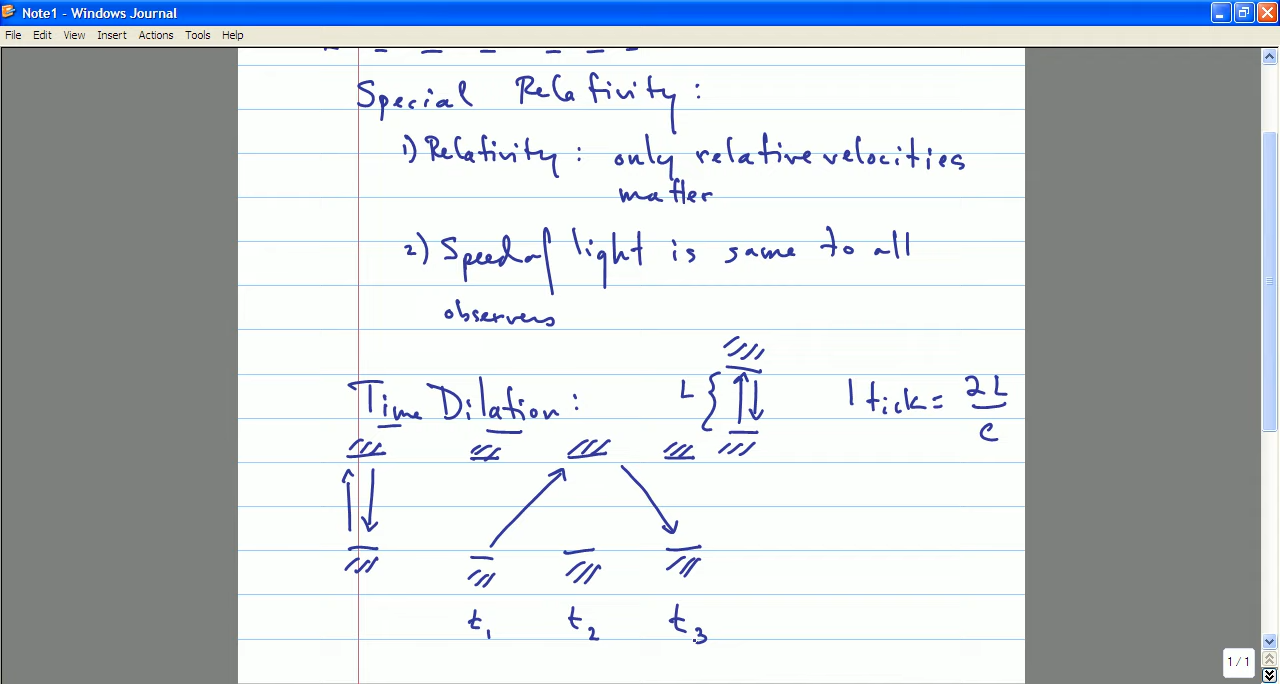 Note1 - Windows Journal
File Edit View Insert Actions Tools Help
Special Relativity:
1) Relativity: only relative velocities
matter
2) Speed of light is same to all
observers
Time Dilation:
L { 1 tick = 2L/c
t1 t2 t3
1 / 1